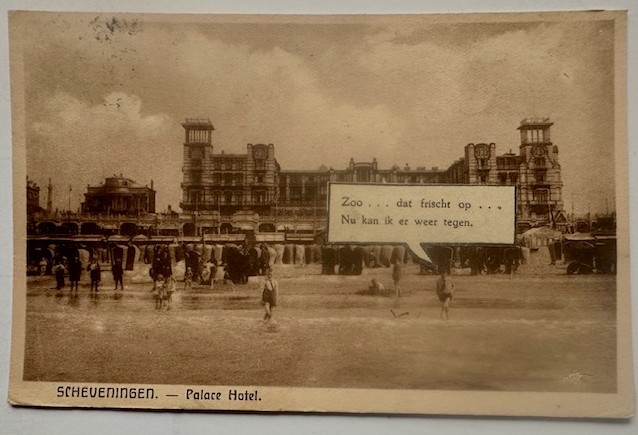 Zoo . . . dat frischt op . . .
Nu kan ik er weer tegen.
SCHEVENINGEN. — Palace Hotel.